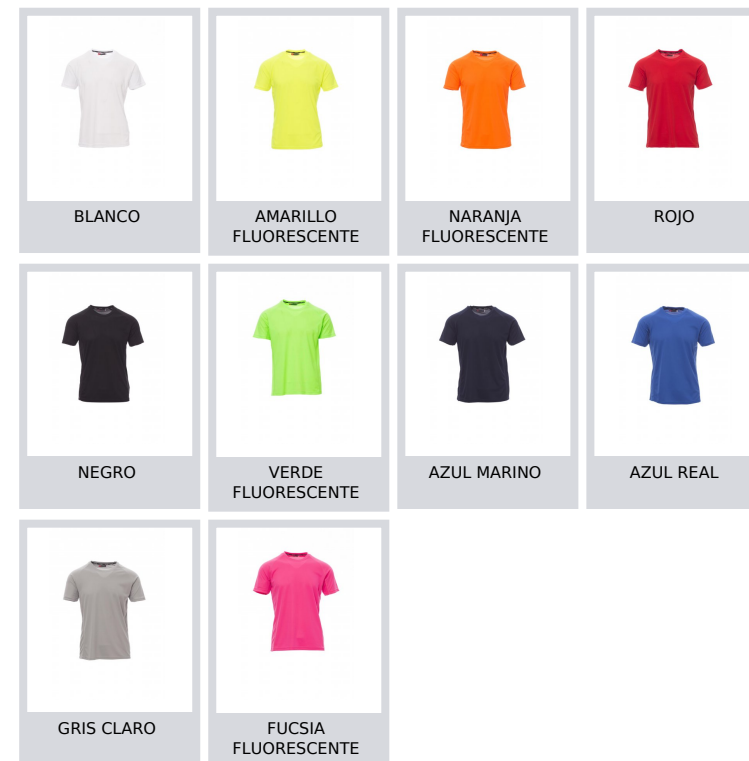 BLANCO
AMARILLO
FLUORESCENTE
NARANJA
FLUORESCENTE
ROJO
NEGRO
VERDE
FLUORESCENTE
AZUL MARINO
AZUL REAL
GRIS CLARO
FUCSIA
FLUORESCENTE